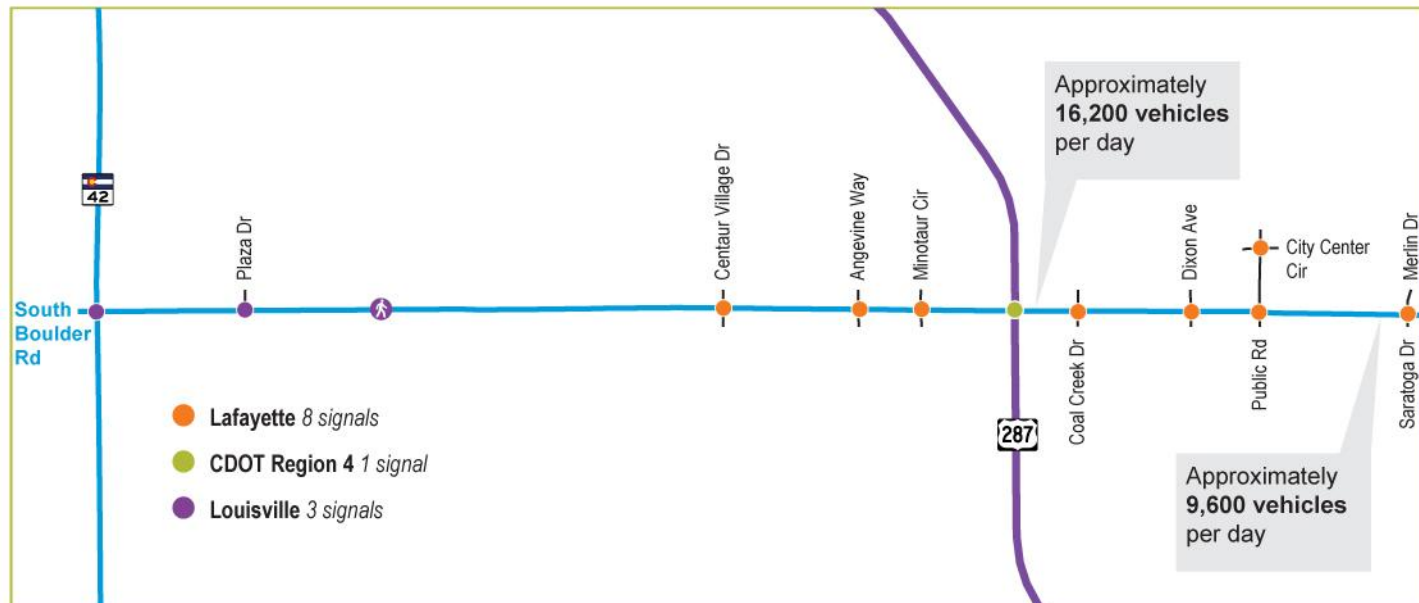 42
Plaza Dr
Centaur Village Dr
Angevine Way
Minotaur Cir
Approximately
16,200 vehicles
per day
Dixon Ave
City Center
Cir
Merlin Dr
South
Boulder
Rd
Coal Creek Dr
Public Rd
Saratoga Dr
287
Lafayette 8 signals
CDOT Region 4 1 signal
Louisville 3 signals
Approximately
9,600 vehicles
per day